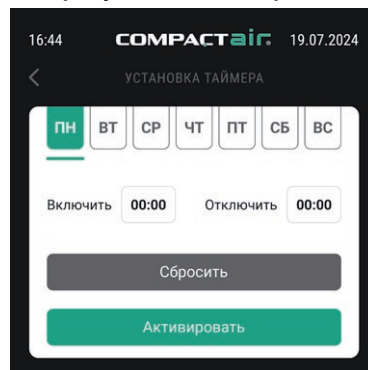 16:44 COMPACTair 19.07.2024
УСТАНОВКА ТАЙМЕРА
ПН ВТ СР ЧТ ПТ СБ ВС
Включить 00:00 Отключить 00:00
Сбросить
Активировать